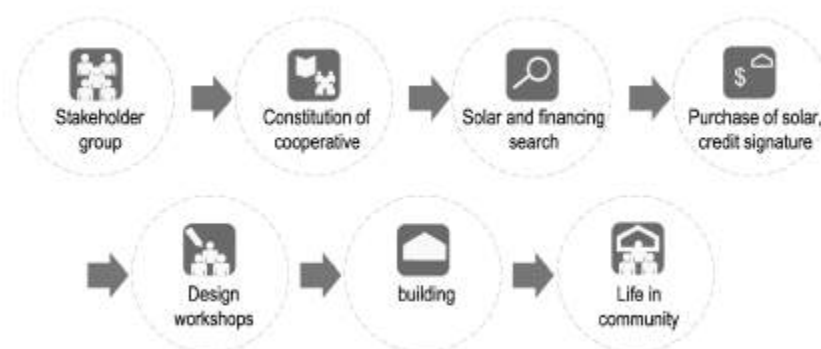 Stakeholder
group
Constitution of
cooperative
Solar and financing
search
$
Purchase of solar,
credit signature
Design
workshops
building
Life in
community